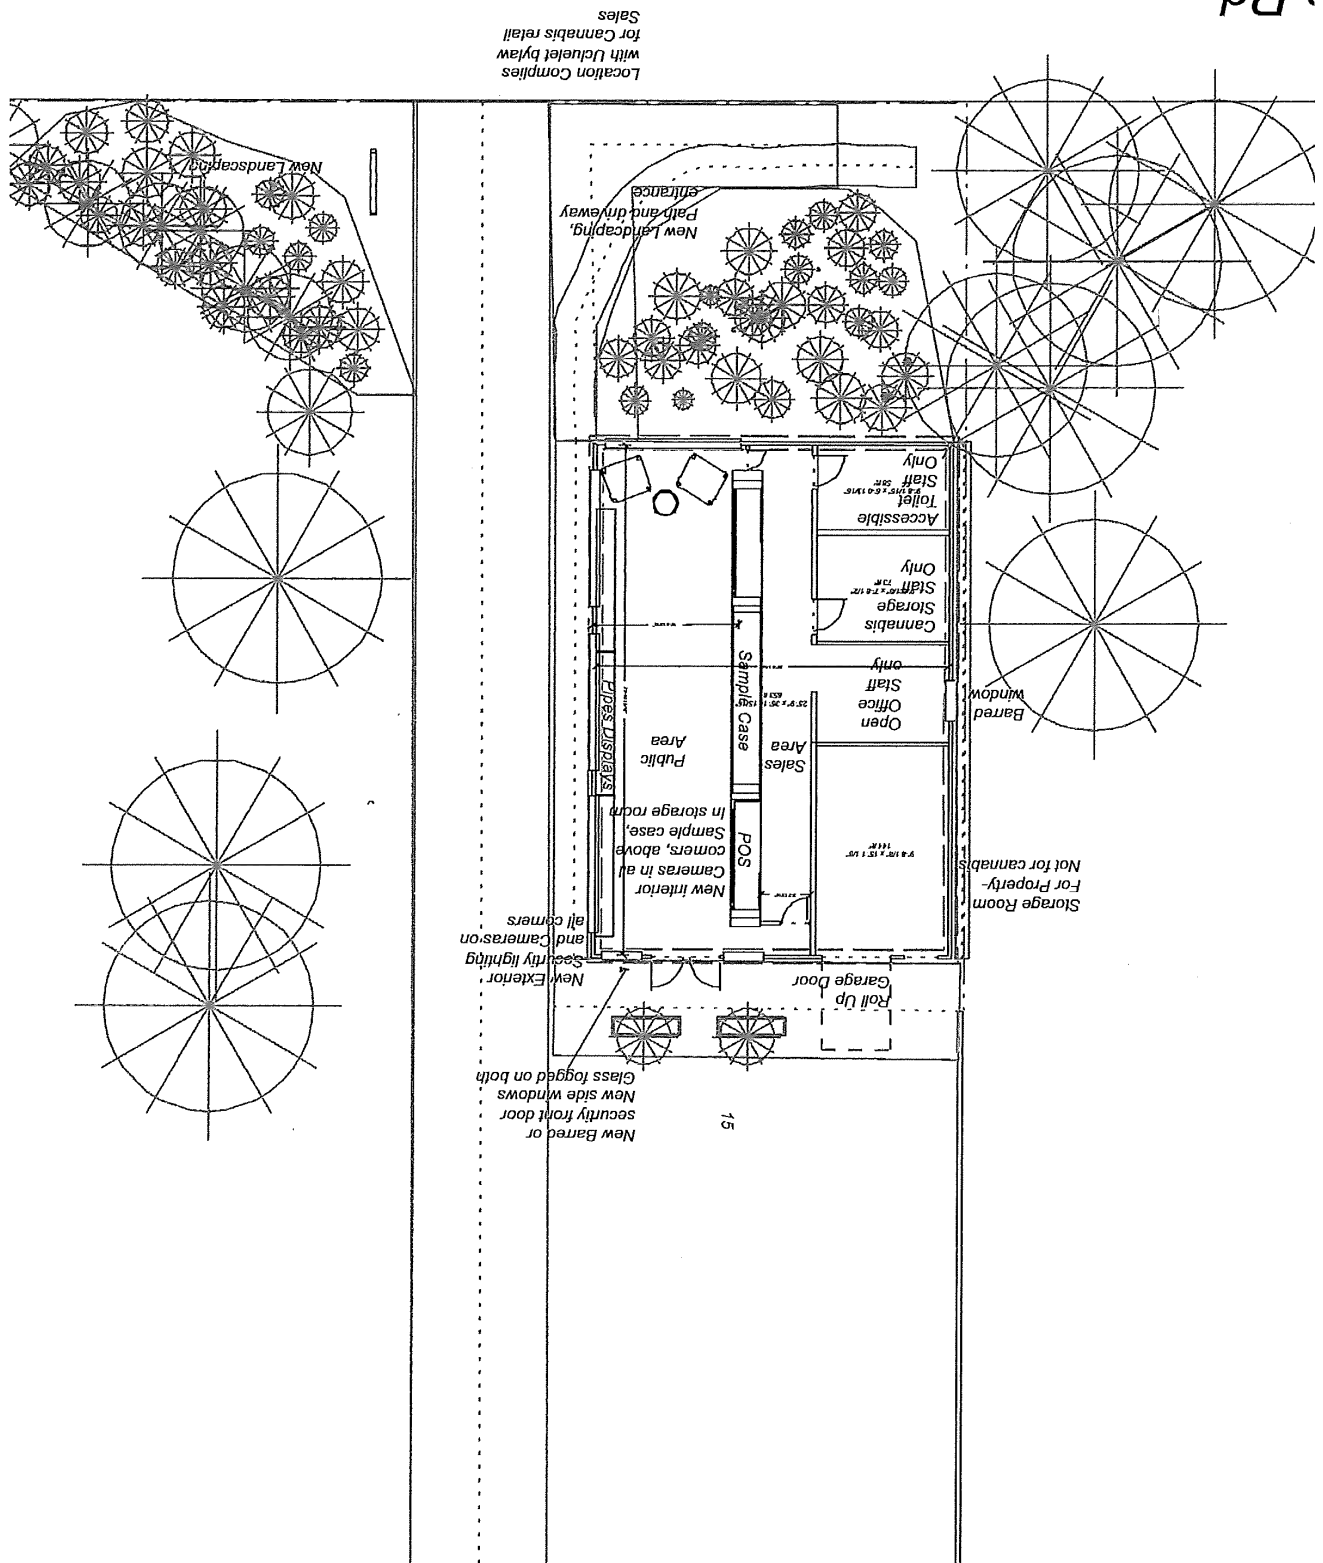 15
New Barred or
security front door
New side windows
Glass fogged on both
Roll Up
Garage Door
New Exterior
Security lighting
and Cameras on
all corners
Storage Room
For Property-
Not for cannabis
New interior
Cameras in all
corners, above
Sample case,
In storage room
POS
Sales
Area
Public
Area
Pipes Displays
Sample Case
Barred
window
Open
Office
Staff
only
Cannabis
Storage
Staff
Only
Accessible
Toilet
Staff
Only
New Landcaping,
Path and driveway
entrance
New Landscaping
Location Complies
with Ucluelet bylaw
for Cannabis retail
Sales
Rd